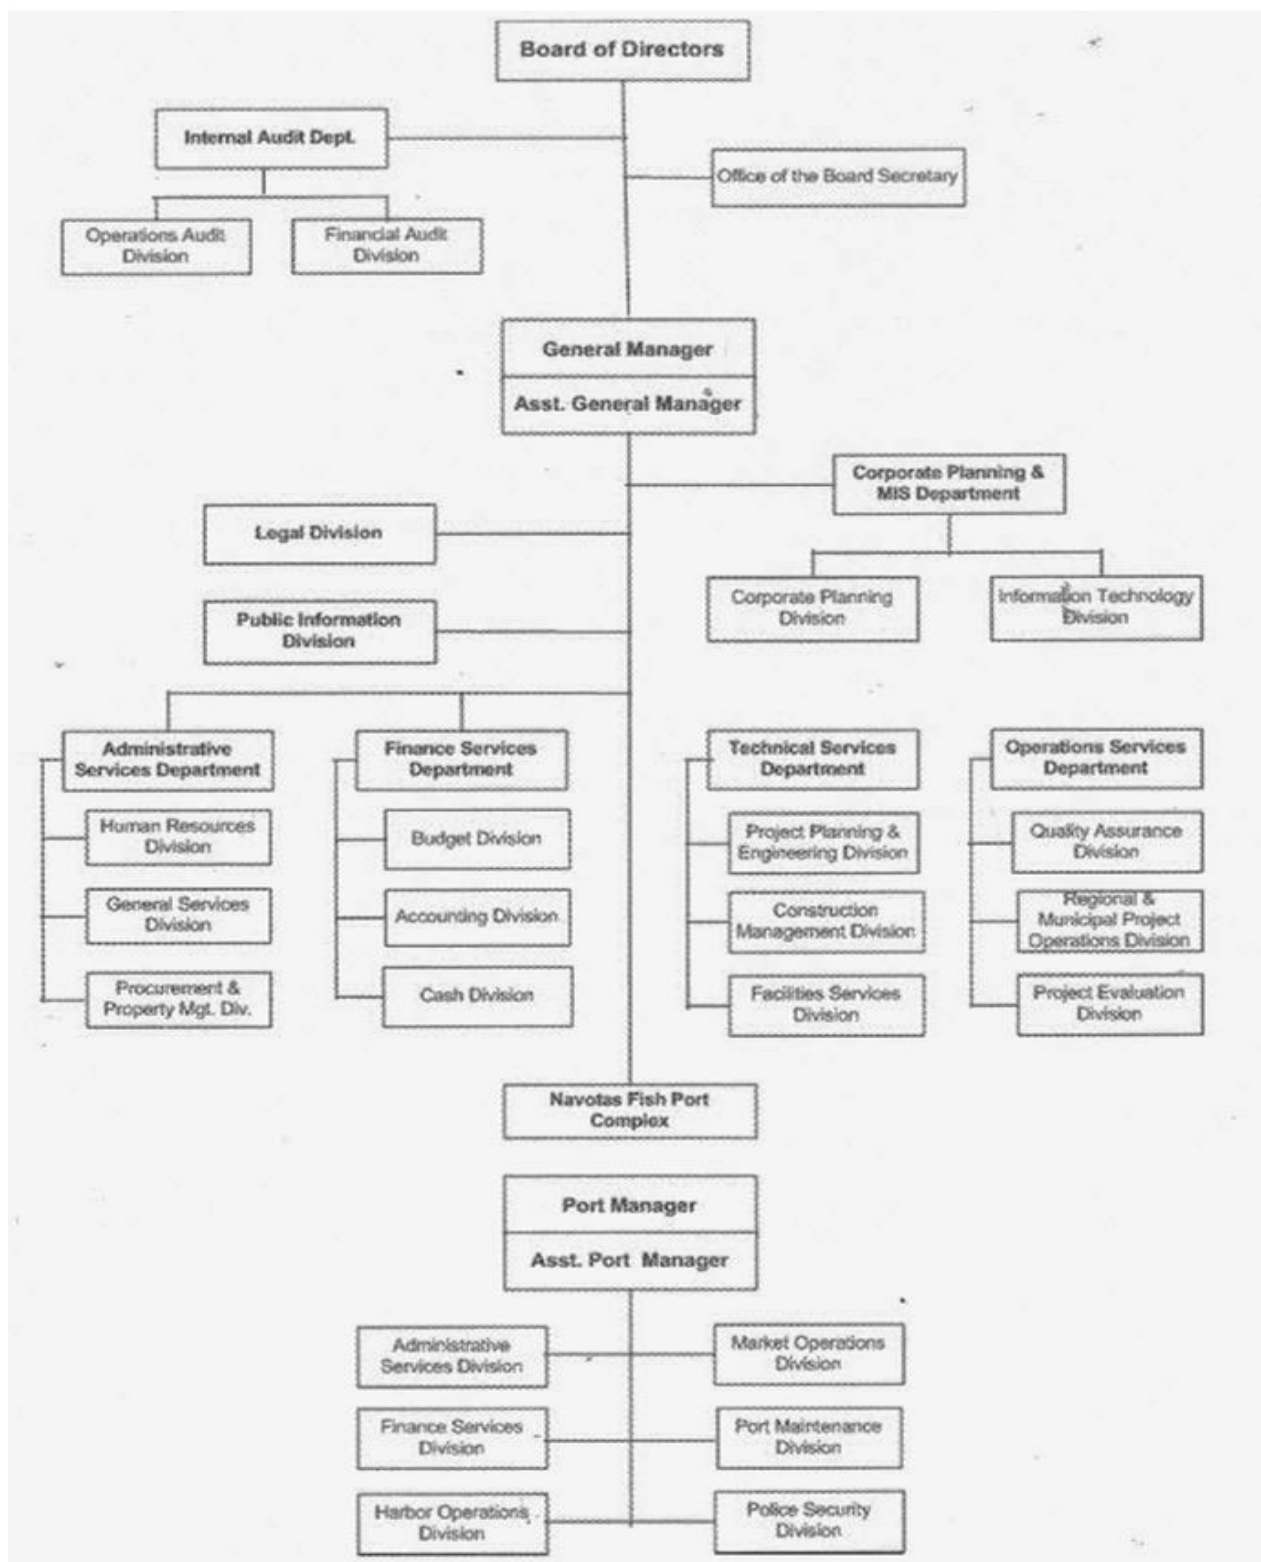 Board of Directors
Internal Audit Dept.
Office of the Board Secretary
Operations Audit
Division
Financial Audit
Division
General Manager
Asst. General Manager
Corporate Planning &
MIS Department
Legal Division
Corporate Planning
Division
Information Technology
Division
Public Information
Division
Administrative
Services Department
Finance Services
Department
Technical Services
Department
Operations Services
Department
Human Resources
Division
Budget Division
Project Planning &
Engineering Division
Quality Assurance
Division
General Services
Division
Accounting Division
Construction
Management Division
Regional &
Municipal Project
Operations Division
Procurement &
Property Mgt. Div.
Cash Division
Facilities Services
Division
Project Evaluation
Division
Navotas Fish Port
Complex
Port Manager
Asst. Port Manager
Administrative
Services Division
Market Operations
Division
Finance Services
Division
Port Maintenance
Division
Harbor Operations
Division
Police Security
Division